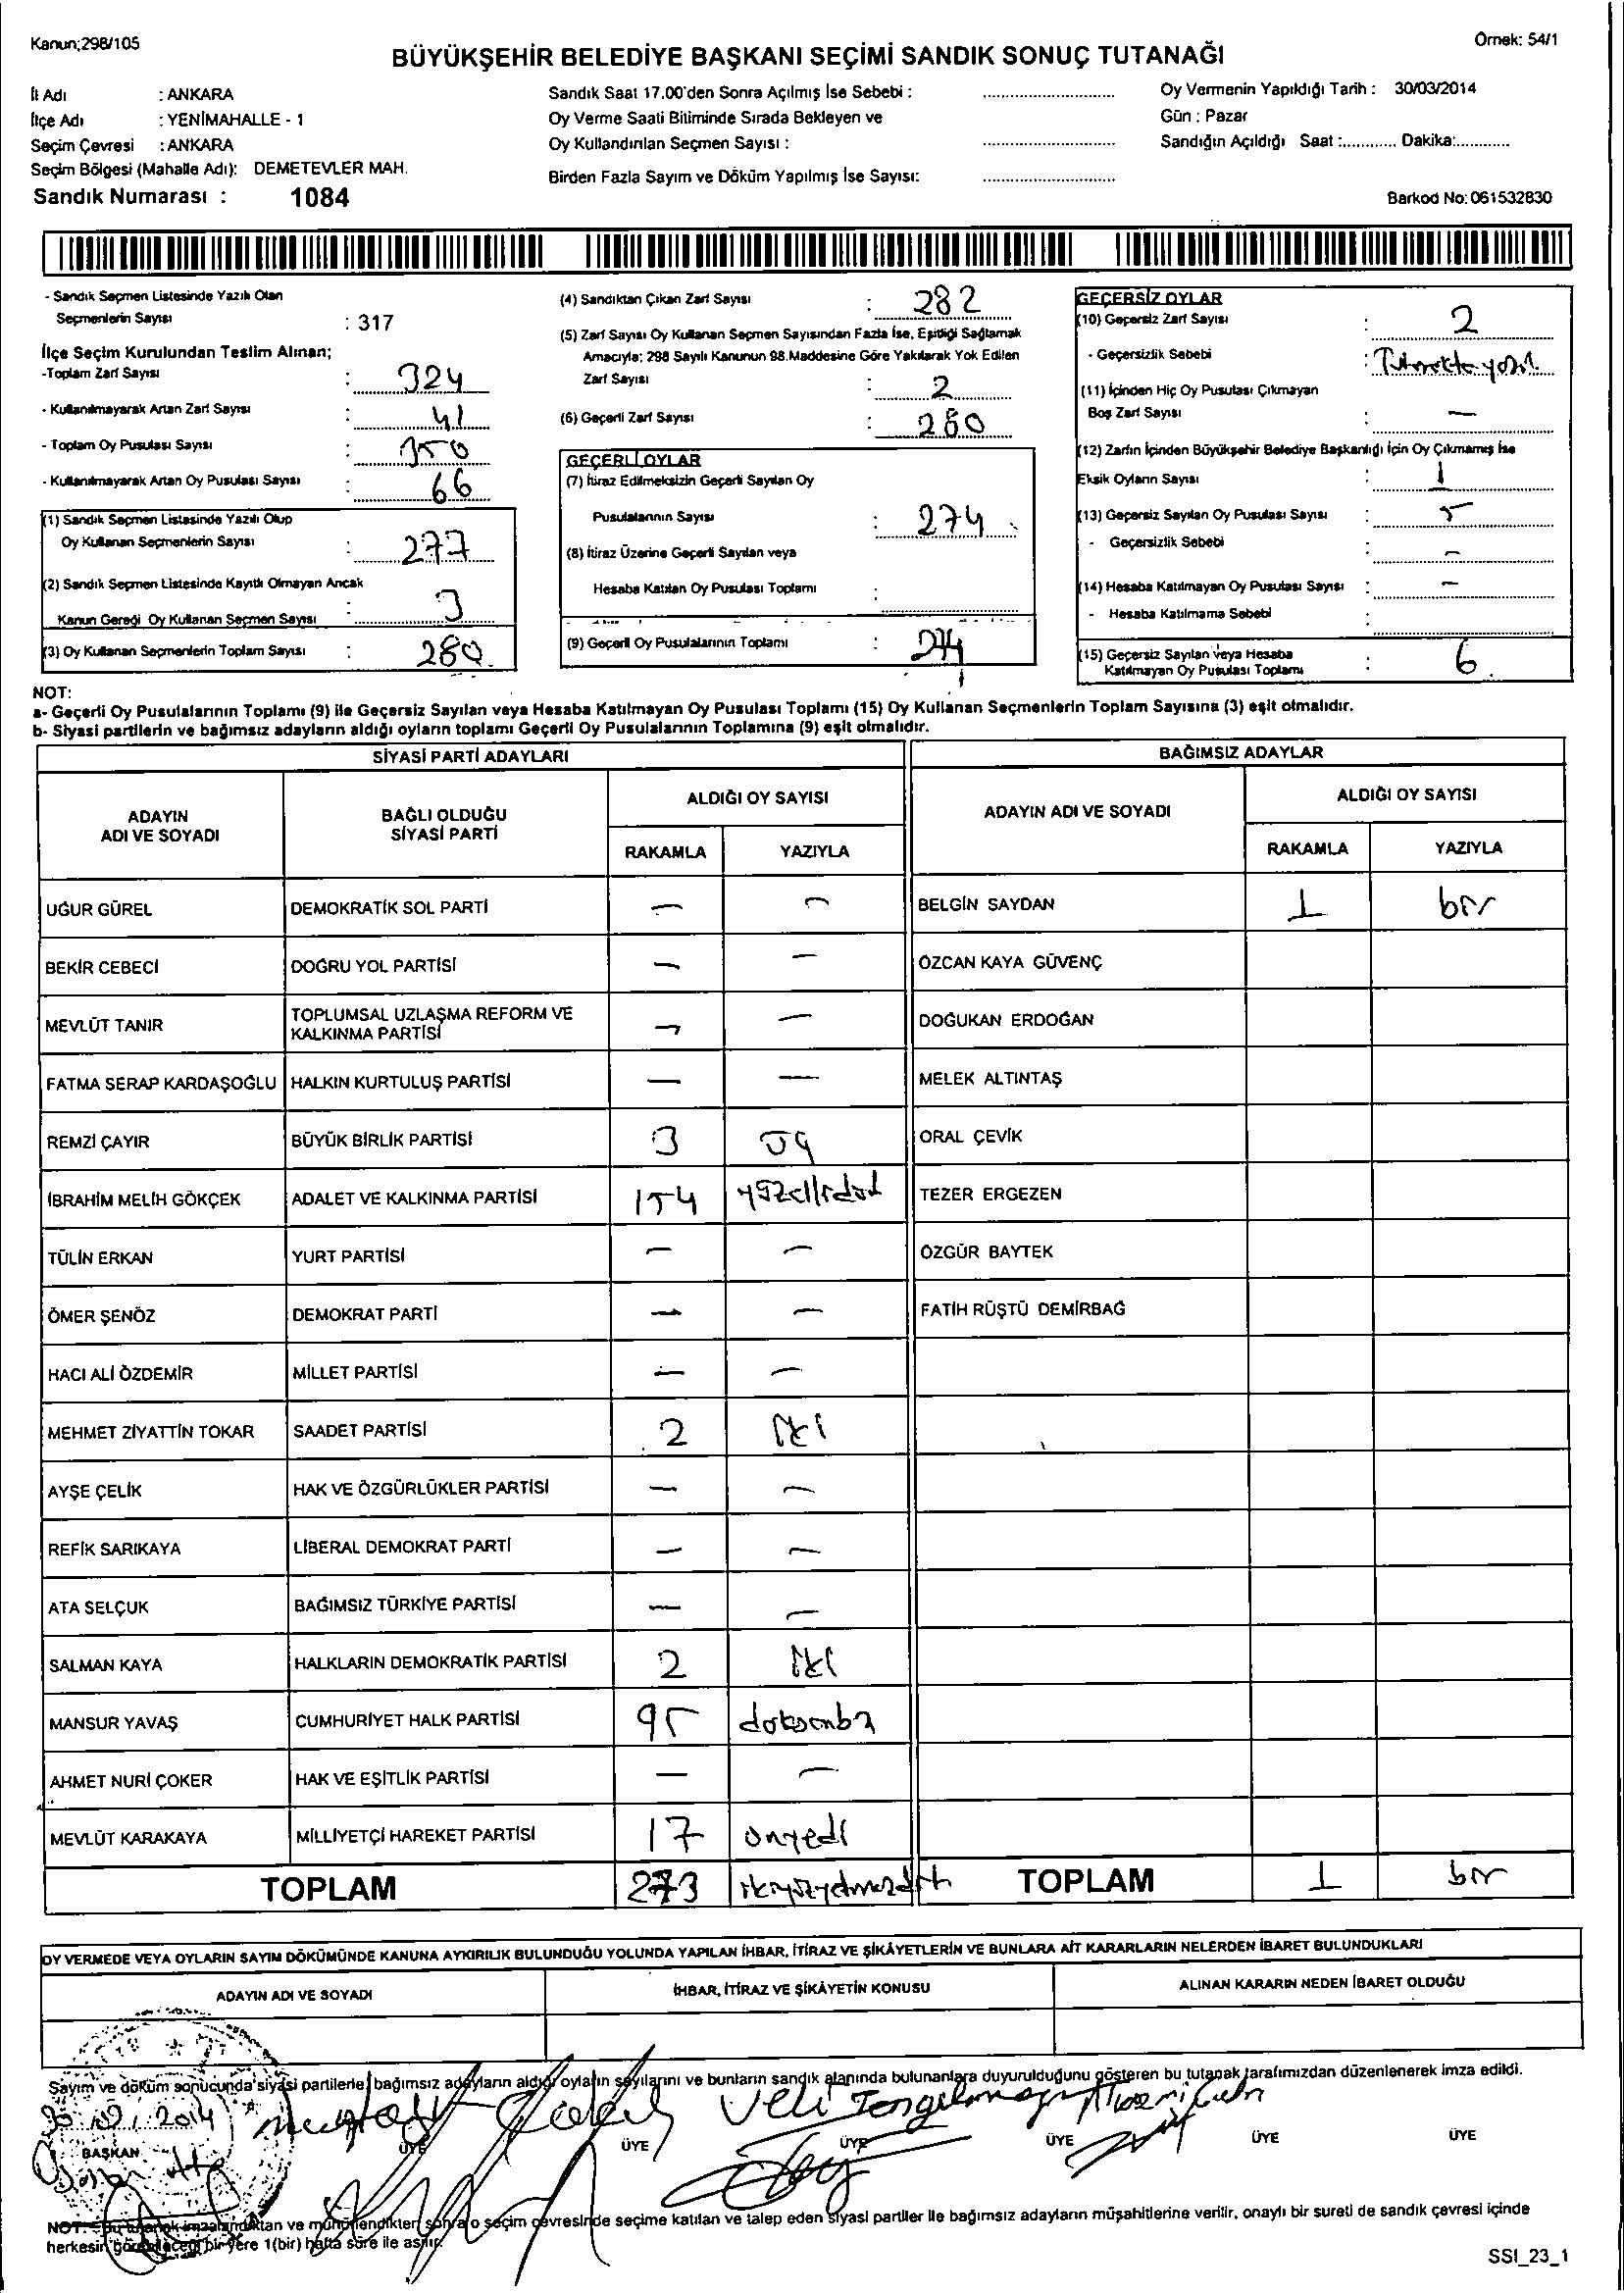 Kanun;298/105
Örnek: 54/1
BÜYÜKŞEHİR BELEDİYE BAŞKANI SEÇİMİ SANDIK SONUÇ TUTANAĞI
İl Adı : ANKARA
İlçe Adı : YENİMAHALLE - 1
Seçim Çevresi : ANKARA
Seçim Bölgesi (Mahalle Adı): DEMETEVLER MAH.
Sandık Numarası : 1084
Sandık Saat 17.00'den Sonra Açılmış İse Sebebi :
Oy Verme Saati Bitiminde Sırada Bekleyen ve
Oy Kullandırılan Seçmen Sayısı :
Birden Fazla Sayım ve Döküm Yapılmış İse Sayısı:
Oy Vermenin Yapıldığı Tarih : 30/03/2014
Gün : Pazar
Sandığın Açıldığı Saat :............ Dakika:............
Barkod No: 061532830
- Sandık Seçmen Listesinde Yazılı Olan
Seçmenlerin Sayısı : 317
İlçe Seçim Kurulundan Teslim Alınan;
-Toplam Zarf Sayısı : 324
- Kullanılmayarak Artan Zarf Sayısı : 41
- Toplam Oy Pusulası Sayısı : 350
- Kullanılmayarak Artan Oy Pusulası Sayısı : 66
(1) Sandık Seçmen Listesinde Yazılı Olup
Oy Kullanan Seçmenlerin Sayısı : 277
(2) Sandık Seçmen Listesinde Kayıtlı Olmayan Ancak
Kanun Gereği Oy Kullanan Seçmen Sayısı : 3
(3) Oy Kullanan Seçmenlerin Toplam Sayısı : 280
(4) Sandıktan Çıkan Zarf Sayısı : 282
(5) Zarf Sayısı Oy Kullanan Seçmen Sayısından Fazla İse, Eşitliği Sağlamak
Amacıyla; 298 Sayılı Kanunun 98.Maddesine Göre Yakılarak Yok Edilen
Zarf Sayısı : 2
(6) Geçerli Zarf Sayısı : 280
GEÇERLİ OYLAR
(7) İtiraz Edilmeksizin Geçerli Sayılan Oy
Pusulalarının Sayısı : 274
(8) İtiraz Üzerine Geçerli Sayılan veya
Hesaba Katılan Oy Pusulası Toplamı :
(9) Geçerli Oy Pusulalarının Toplamı : 274
GEÇERSİZ OYLAR
(10) Geçersiz Zarf Sayısı : 2
- Geçersizlik Sebebi :
(11) İçinden Hiç Oy Pusulası Çıkmayan
Boş Zarf Sayısı : —
(12) Zarfın İçinden Büyükşehir Belediye Başkanlığı İçin Oy Çıkmamış İse
Eksik Oyların Sayısı : 1
(13) Geçersiz Sayılan Oy Pusulası Sayısı : 5
- Geçersizlik Sebebi : —
(14) Hesaba Katılmayan Oy Pusulası Sayısı : —
- Hesaba Katılmama Sebebi :
(15) Geçersiz Sayılan veya Hesaba
Katılmayan Oy Pusulası Toplamı : 6
NOT:
a- Geçerli Oy Pusulalarının Toplamı (9) ile Geçersiz Sayılan veya Hesaba Katılmayan Oy Pusulası Toplamı (15) Oy Kullanan Seçmenlerin Toplam Sayısına (3) eşit olmalıdır.
b- Siyasi partilerin ve bağımsız adayların aldığı oyların toplamı Geçerli Oy Pusulalarının Toplamına (9) eşit olmalıdır.
SİYASİ PARTİ ADAYLARI
BAĞIMSIZ ADAYLAR
ADAYIN ADI VE SOYADI
BAĞLI OLDUĞU SİYASİ PARTİ
ALDIĞI OY SAYISI
RAKAMLA YAZIYLA
ADAYIN ADI VE SOYADI
ALDIĞI OY SAYISI
RAKAMLA YAZIYLA
UĞUR GÜREL DEMOKRATİK SOL PARTİ — — BELGİN SAYDAN 1 bir
BEKİR CEBECİ DOĞRU YOL PARTİSİ — — ÖZCAN KAYA GÜVENÇ
MEVLÜT TANIR TOPLUMSAL UZLAŞMA REFORM VE KALKINMA PARTİSİ — — DOĞUKAN ERDOĞAN
FATMA SERAP KARDAŞOĞLU HALKIN KURTULUŞ PARTİSİ — — MELEK ALTINTAŞ
REMZİ ÇAYIR BÜYÜK BİRLİK PARTİSİ 3 üç ORAL ÇEVİK
İBRAHİM MELİH GÖKÇEK ADALET VE KALKINMA PARTİSİ 154 yüzellidört TEZER ERGEZEN
TÜLİN ERKAN YURT PARTİSİ — — ÖZGÜR BAYTEK
ÖMER ŞENÖZ DEMOKRAT PARTİ — — FATİH RÜŞTÜ DEMİRBAĞ
HACI ALİ ÖZDEMİR MİLLET PARTİSİ — —
MEHMET ZİYATTİN TOKAR SAADET PARTİSİ 2 iki
AYŞE ÇELİK HAK VE ÖZGÜRLÜKLER PARTİSİ — —
REFİK SARIKAYA LİBERAL DEMOKRAT PARTİ — —
ATA SELÇUK BAĞIMSIZ TÜRKİYE PARTİSİ — —
SALMAN KAYA HALKLARIN DEMOKRATİK PARTİSİ 2 iki
MANSUR YAVAŞ CUMHURİYET HALK PARTİSİ 95 doksanbeş
AHMET NURİ ÇOKER HAK VE EŞİTLİK PARTİSİ — —
MEVLÜT KARAKAYA MİLLİYETÇİ HAREKET PARTİSİ 17 onyedi
TOPLAM 273 TOPLAM 1 bir
OY VERMEDE VEYA OYLARIN SAYIM DÖKÜMÜNDE KANUNA AYKIRILIK BULUNDUĞU YOLUNDA YAPILAN İHBAR, İTİRAZ VE ŞİKÂYETLERİN VE BUNLARA AİT KARARLARIN NELERDEN İBARET BULUNDUKLARI
ADAYIN ADI VE SOYADI İHBAR, İTİRAZ VE ŞİKÂYETİN KONUSU ALINAN KARARIN NEDEN İBARET OLDUĞU
Sayım ve döküm sonucunda siyasi partilerle, bağımsız adayların aldığı oyların sayılarını ve bunların sandık alanında bulunanlara duyurulduğunu gösteren bu tutanak tarafımızdan düzenlenerek imza edildi.
Veli
BAŞKAN ÜYE ÜYE ÜYE ÜYE ÜYE ÜYE
NOT: Bu tutanak imzalandıktan ve mühürlendikten sonra o seçim çevresinde seçime katılan ve talep eden siyasi partiler ile bağımsız adayların müşahitlerine verilir, onaylı bir sureti de sandık çevresi içinde
herkesin görebileceği bir yere 1(bir) hafta süre ile asılır.
SSI_23_1